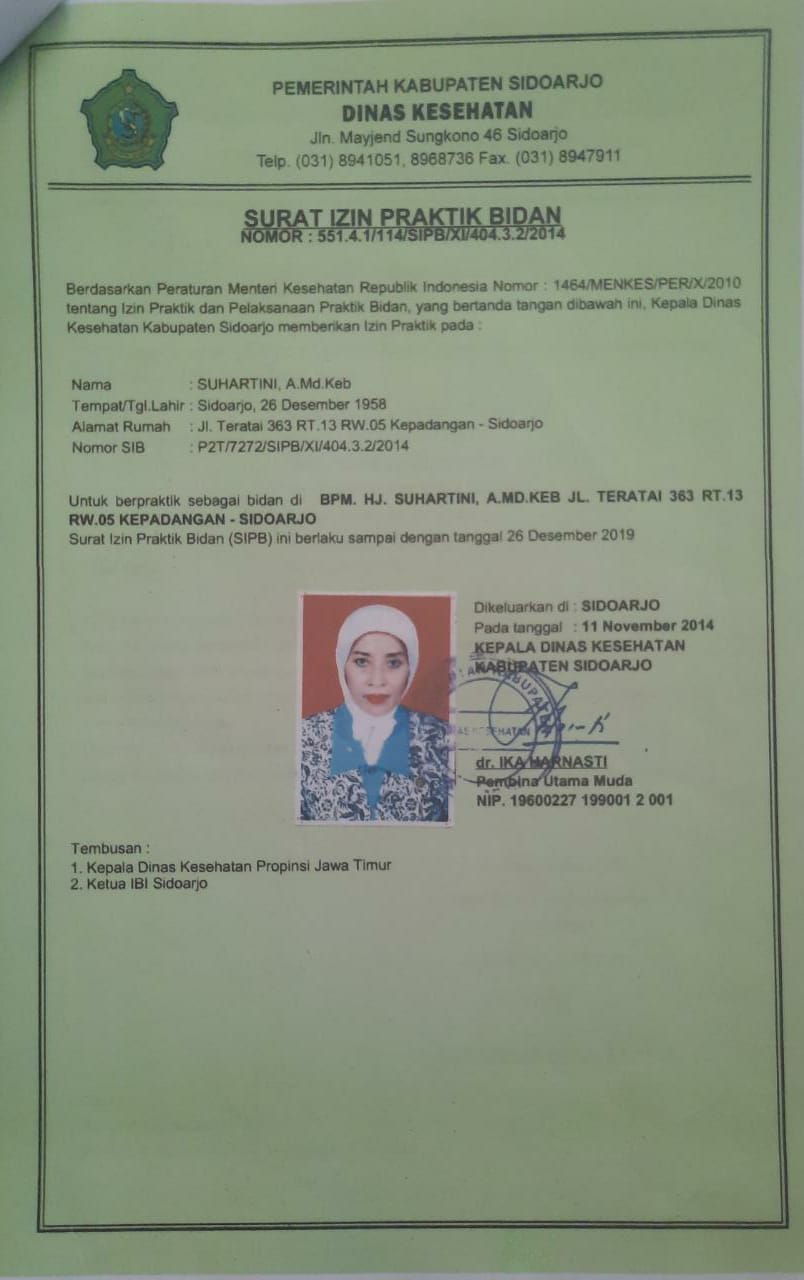 PEMERINTAH KABUPATEN SIDOARJO
DINAS KESEHATAN
Jln. Mayjend Sungkono 46 Sidoarjo
Telp. (031) 8941051, 8968736 Fax. (031) 8947911
SURAT IZIN PRAKTIK BIDAN
NOMOR : 551.4.1/114/SIPB/XI/404.3.2/2014
Berdasarkan Peraturan Menteri Kesehatan Republik Indonesia Nomor : 1464/MENKES/PER/X/2010
tentang Izin Praktik dan Pelaksanaan Praktik Bidan, yang bertanda tangan dibawah ini, Kepala Dinas
Kesehatan Kabupaten Sidoarjo memberikan Izin Praktik pada :
Nama : SUHARTINI, A.Md.Keb
Tempat/Tgl.Lahir : Sidoarjo, 26 Desember 1958
Alamat Rumah : Jl. Teratai 363 RT.13 RW.05 Kepadangan - Sidoarjo
Nomor SIB : P2T/7272/SIPB/XI/404.3.2/2014
Untuk berpraktik sebagai bidan di BPM. HJ. SUHARTINI, A.MD.KEB JL. TERATAI 363 RT.13
RW.05 KEPADANGAN - SIDOARJO
Surat Izin Praktik Bidan (SIPB) ini berlaku sampai dengan tanggal 26 Desember 2019
Dikeluarkan di : SIDOARJO
Pada tanggal : 11 November 2014
KEPALA DINAS KESEHATAN
KABUPATEN SIDOARJO
dr. IKA HARNASTI
Pembina Utama Muda
NIP. 19600227 199001 2 001
Tembusan :
1. Kepala Dinas Kesehatan Propinsi Jawa Timur
2. Ketua IBI Sidoarjo